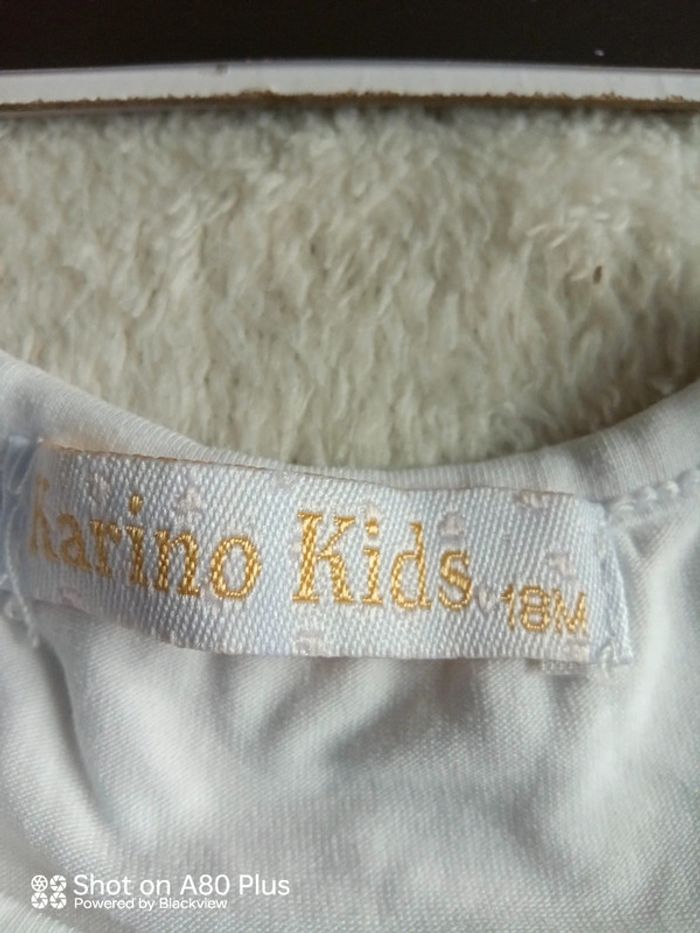 Karino Kids 18M
Shot on A80 Plus
Powered by Blackview